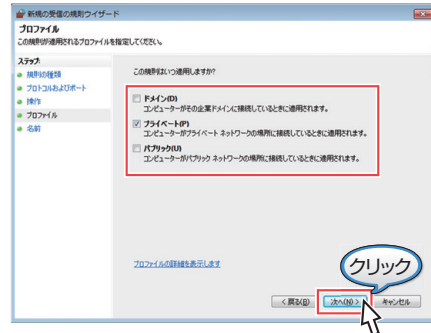 新規の受信の規則ウィザード
プロファイル
この規則が適用されるプロファイルを指定してください。
ステップ:
規則の種類
プロトコルおよびポート
操作
プロファイル
名前
この規則はいつ適用しますか?
ドメイン(D)
コンピューターがその企業ドメインに接続しているときに適用されます。
プライベート(P)
コンピューターがプライベート ネットワークの場所に接続しているときに適用されます。
パブリック(U)
コンピューターがパブリック ネットワークの場所に接続しているときに適用されます。
プロファイルの詳細を表示します
クリック
< 戻る(B)
次へ(N) >
キャンセル